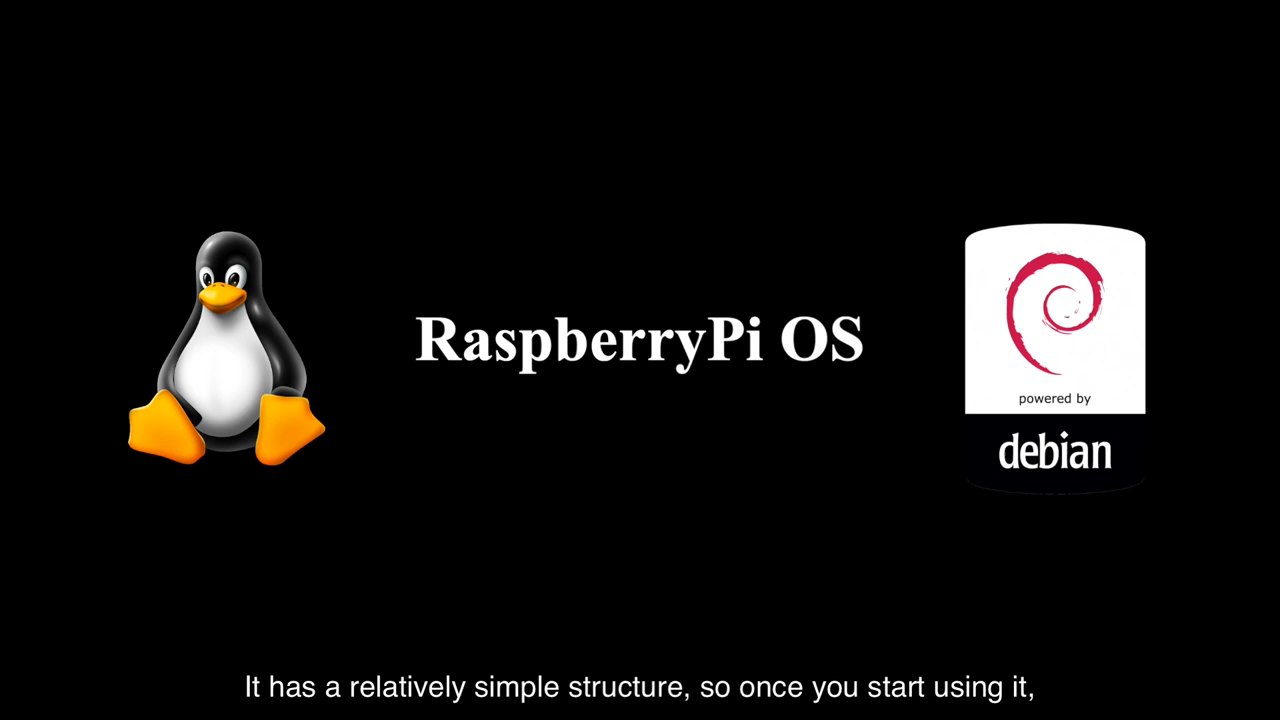 RaspberryPi OS
powered by
debian
It has a relatively simple structure, so once you start using it,